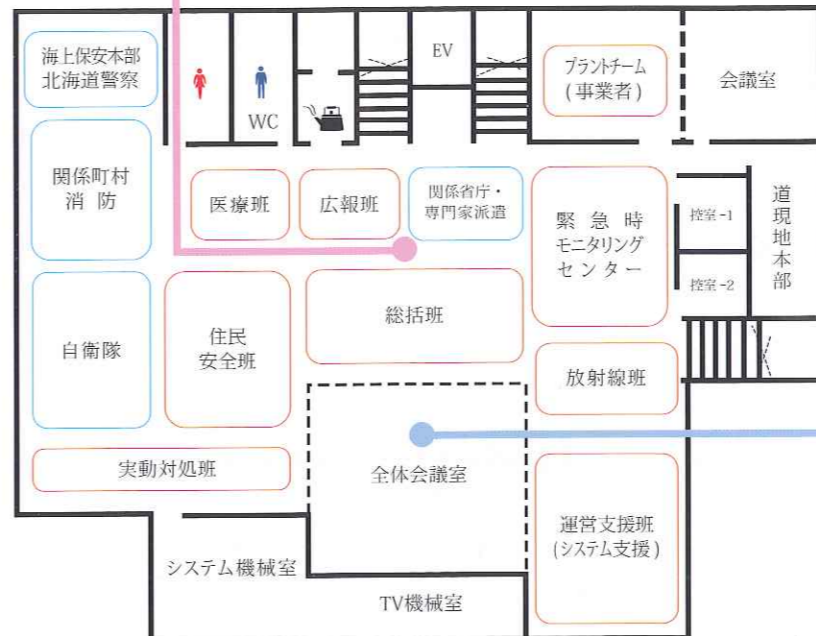 海上保安本部
北海道警察
WC
EV
プラントチーム
(事業者)
会議室
関係町村
消 防
医療班
広報班
関係省庁・
専門家派遣
緊 急 時
モニタリング
センター
控室-1
控室-2
道現地本部
自衛隊
住民
安全班
総括班
放射線班
実動対処班
全体会議室
運営支援班
(システム支援)
システム機械室
TV機械室